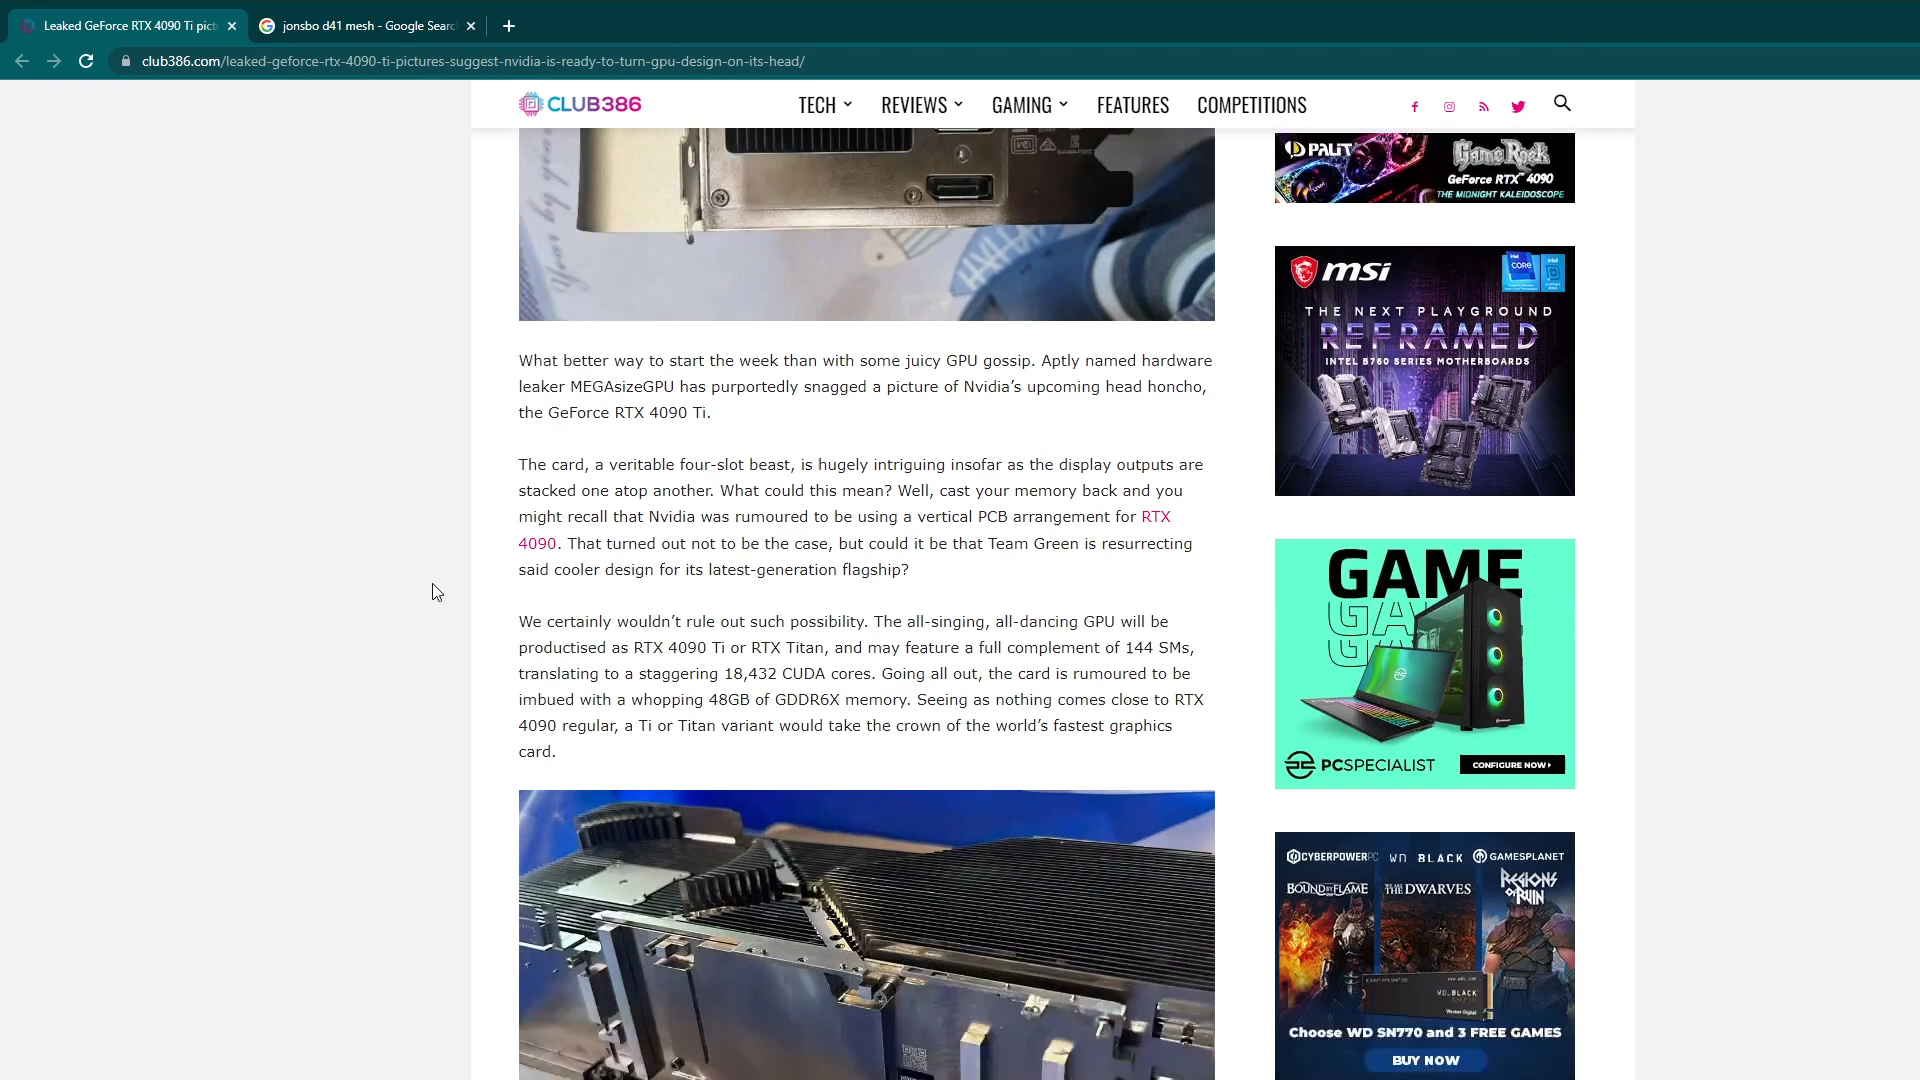 Leaked GeForce RTX 4090 Ti pict
jonsbo d41 mesh - Google Searc
club386.com/leaked-geforce-rtx-4090-ti-pictures-suggest-nvidia-is-ready-to-turn-gpu-design-on-its-head/
CLUB386
TECH
REVIEWS
GAMING
FEATURES
COMPETITIONS
What better way to start the week than with some juicy GPU gossip. Aptly named hardware
leaker MEGAsizeGPU has purportedly snagged a picture of Nvidia’s upcoming head honcho,
the GeForce RTX 4090 Ti.
The card, a veritable four-slot beast, is hugely intriguing insofar as the display outputs are
stacked one atop another. What could this mean? Well, cast your memory back and you
might recall that Nvidia was rumoured to be using a vertical PCB arrangement for RTX
4090. That turned out not to be the case, but could it be that Team Green is resurrecting
said cooler design for its latest-generation flagship?
We certainly wouldn’t rule out such possibility. The all-singing, all-dancing GPU will be
productised as RTX 4090 Ti or RTX Titan, and may feature a full complement of 144 SMs,
translating to a staggering 18,432 CUDA cores. Going all out, the card is rumoured to be
imbued with a whopping 48GB of GDDR6X memory. Seeing as nothing comes close to RTX
4090 regular, a Ti or Titan variant would take the crown of the world’s fastest graphics
card.
PALIT
GameRock
GeForce RTX™ 4090
THE MIDNIGHT KALEIDOSCOPE
msi
intel
CORE
THE NEXT PLAYGROUND
REFRAMED
INTEL B760 SERIES MOTHERBOARDS
GAME
GA
GA
PCSPECIALIST
CONFIGURE NOW
CYBERPOWERPC
WD_BLACK
GAMESPLANET
BOUND BY FLAME
THE DWARVES
REGIONS
OF RUIN
WD_BLACK
Western Digital
Choose WD SN770 and 3 FREE GAMES
BUY NOW